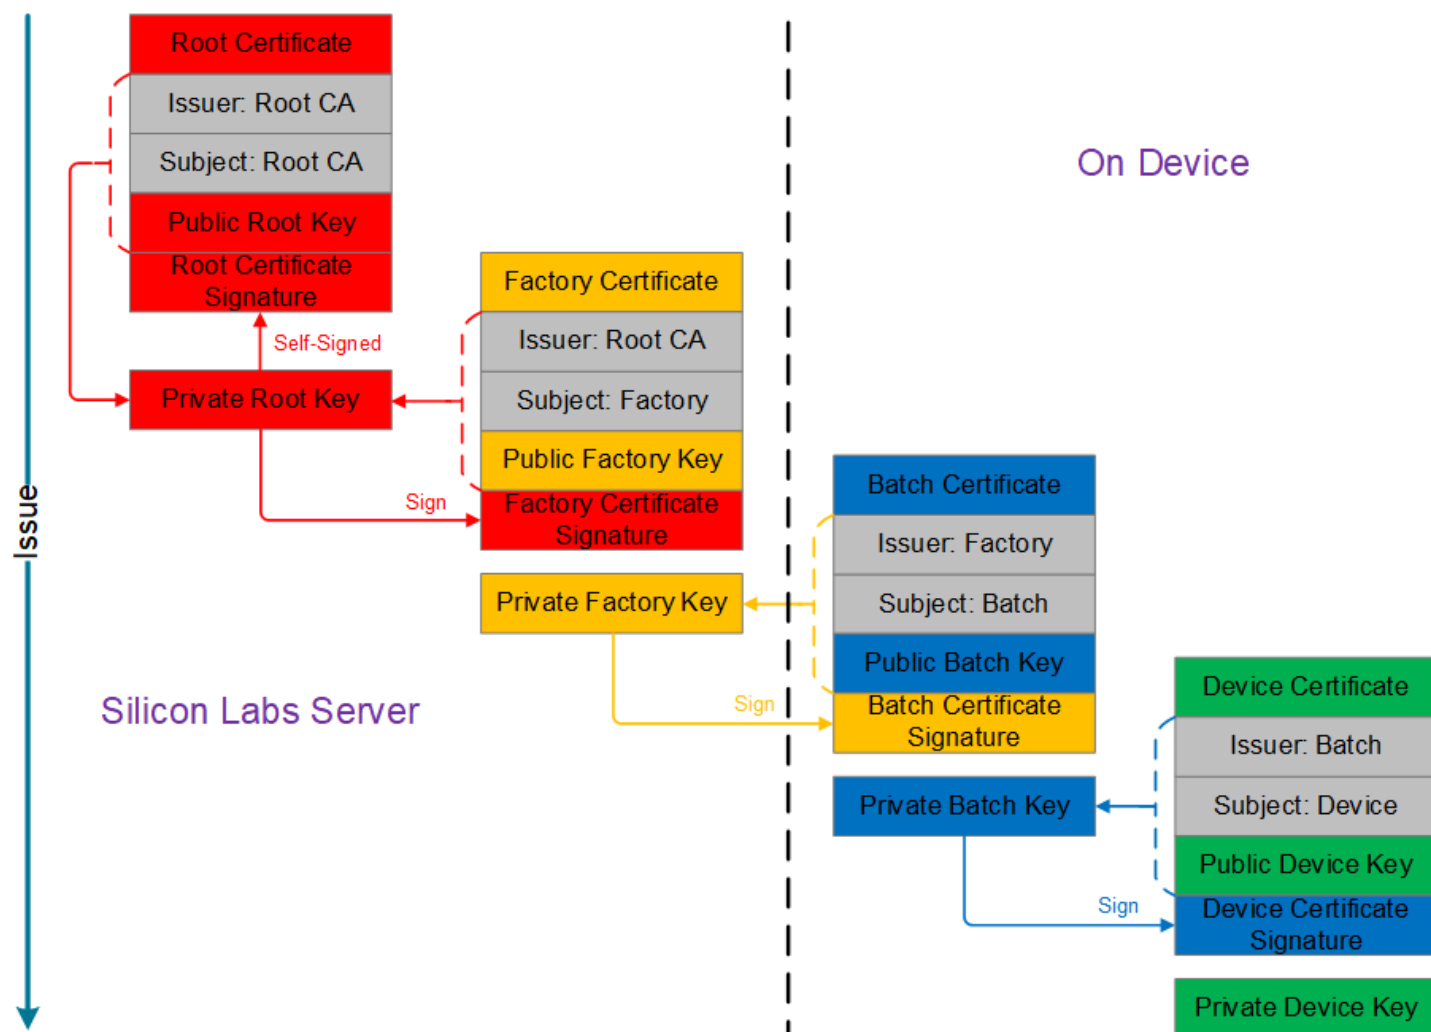 Root Certificate
Issuer: Root CA
Subject: Root CA
Public Root Key
Root Certificate
Signature
Self-Signed
Private Root Key
Sign
Factory Certificate
Issuer: Root CA
Subject: Factory
Public Factory Key
Factory Certificate
Signature
Private Factory Key
Sign
Issue
Silicon Labs Server
On Device
Batch Certificate
Issuer: Factory
Subject: Batch
Public Batch Key
Batch Certificate
Signature
Private Batch Key
Sign
Device Certificate
Issuer: Batch
Subject: Device
Public Device Key
Device Certificate
Signature
Private Device Key